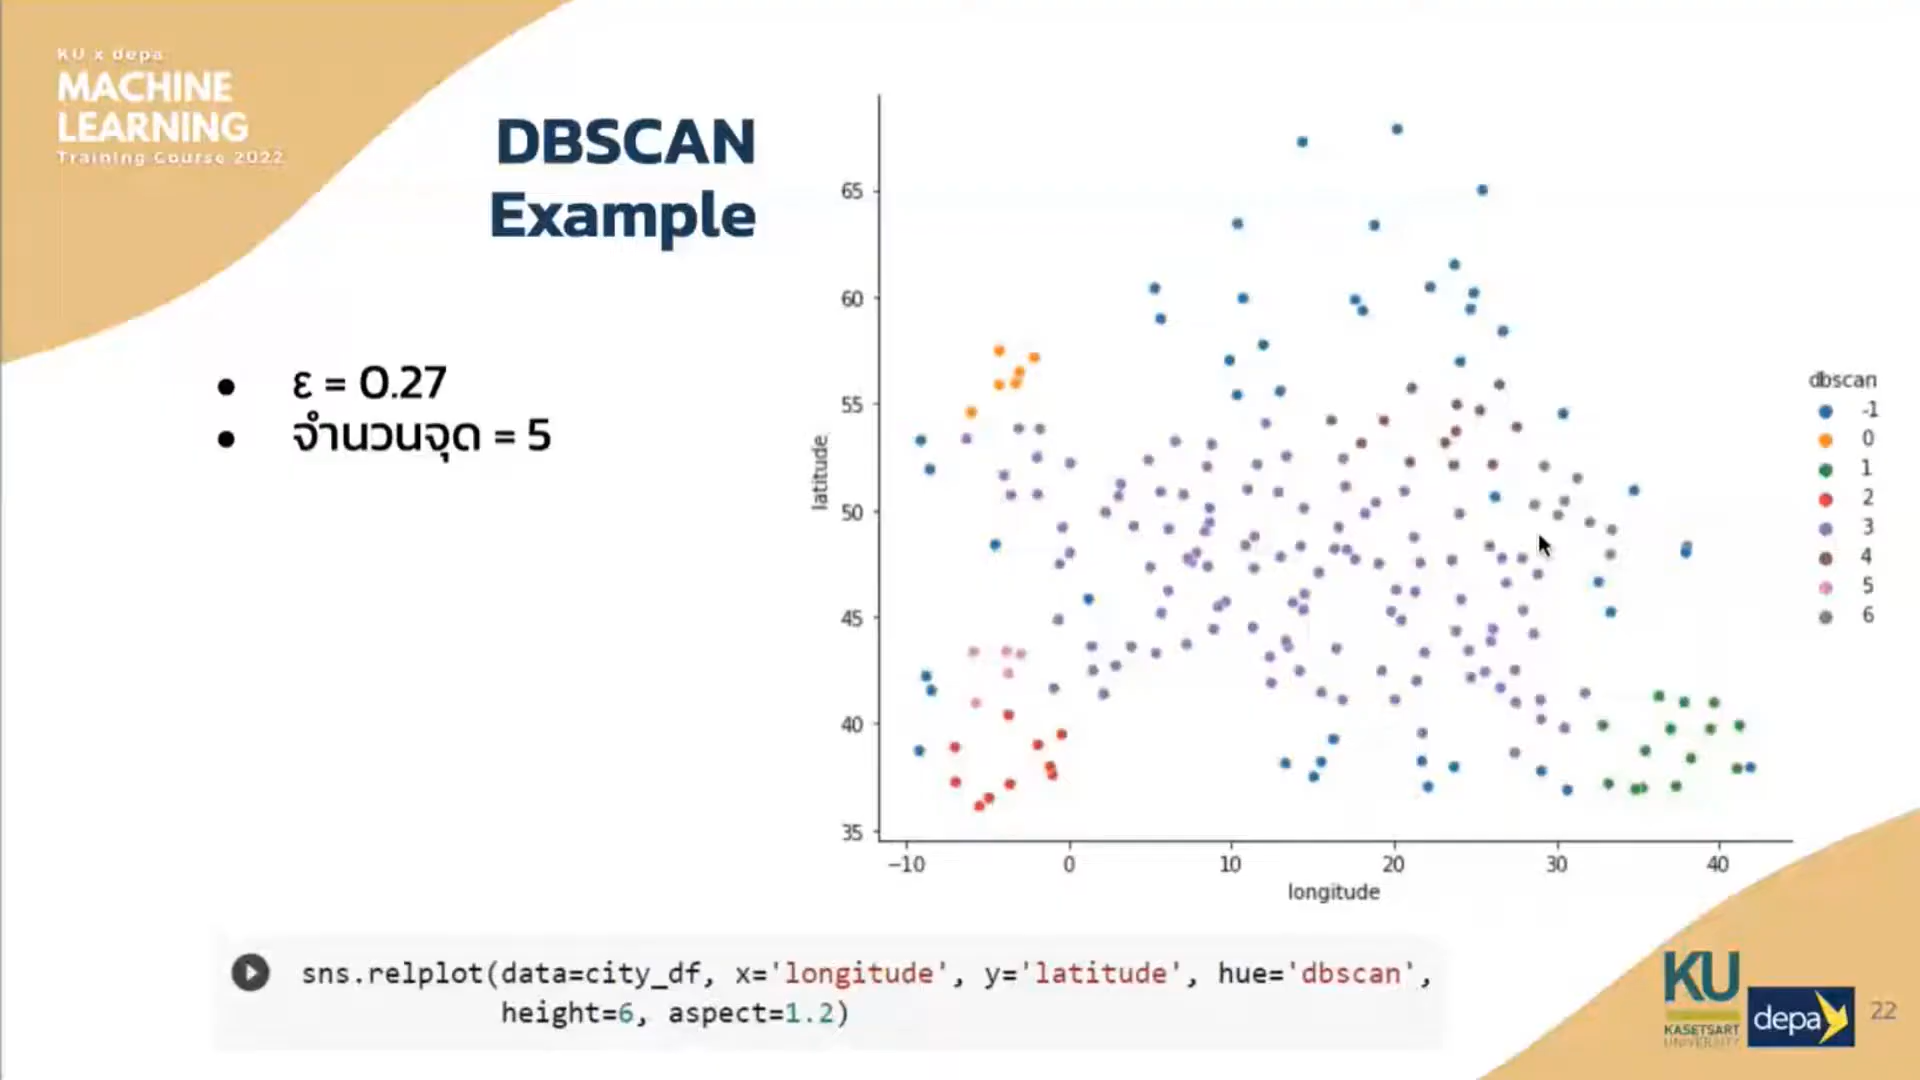 KU x depa
MACHINE
LEARNING
Training Course 2022
DBSCAN
Example
● ε = 0.27
● จำนวนจุด = 5
latitude
65
60
55
50
45
40
35
−10 0 10 20 30 40
longitude
dbscan
-1
0
1
2
3
4
5
6
sns.relplot(data=city_df, x='longitude', y='latitude', hue='dbscan',
height=6, aspect=1.2)
KU
KASETSART
UNIVERSITY
depa
22